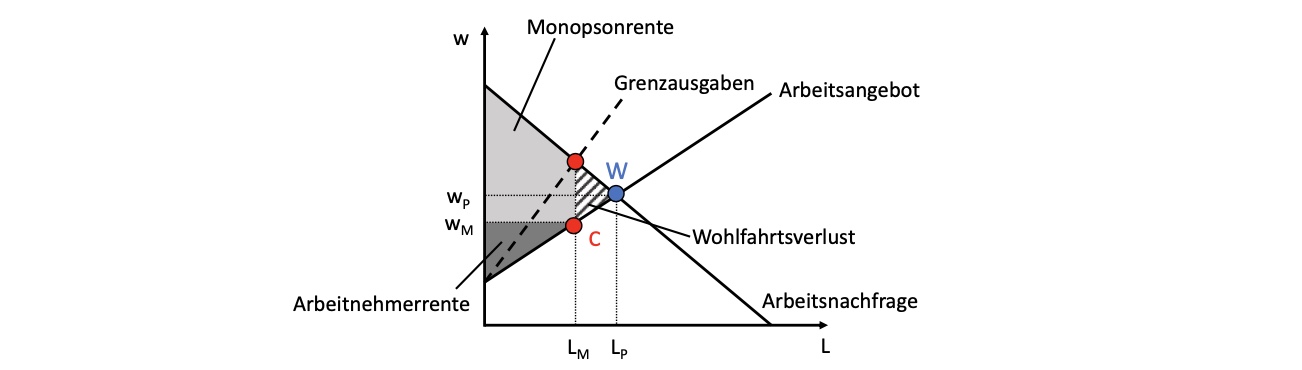 Monopsonrente
w
Grenzausgaben
Arbeitsangebot
W
wP
wM
C
Wohlfahrtsverlust
Arbeitnehmerrente
Arbeitsnachfrage
LM
LP
L